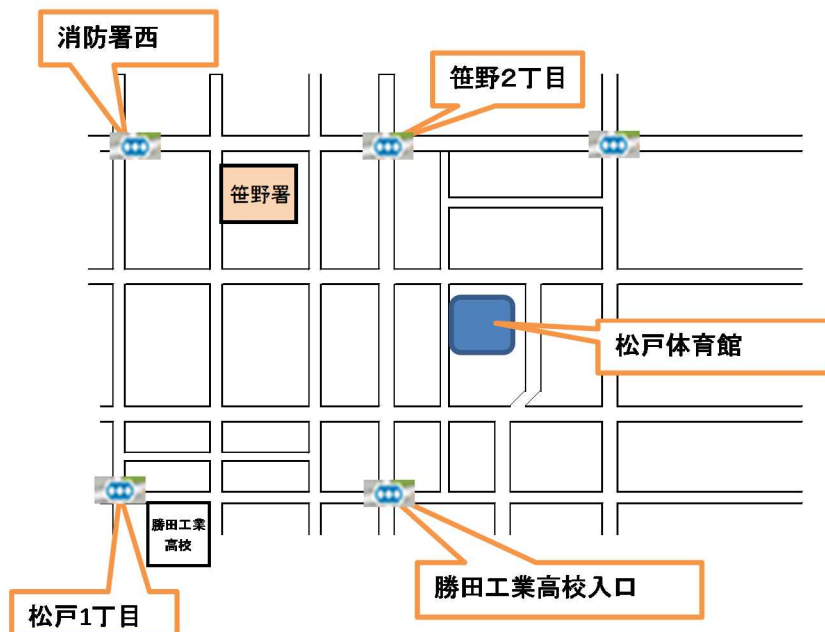 消防署西
笹野2丁目
笹野署
松戸体育館
勝田工業
高校
勝田工業高校入口
松戸1丁目